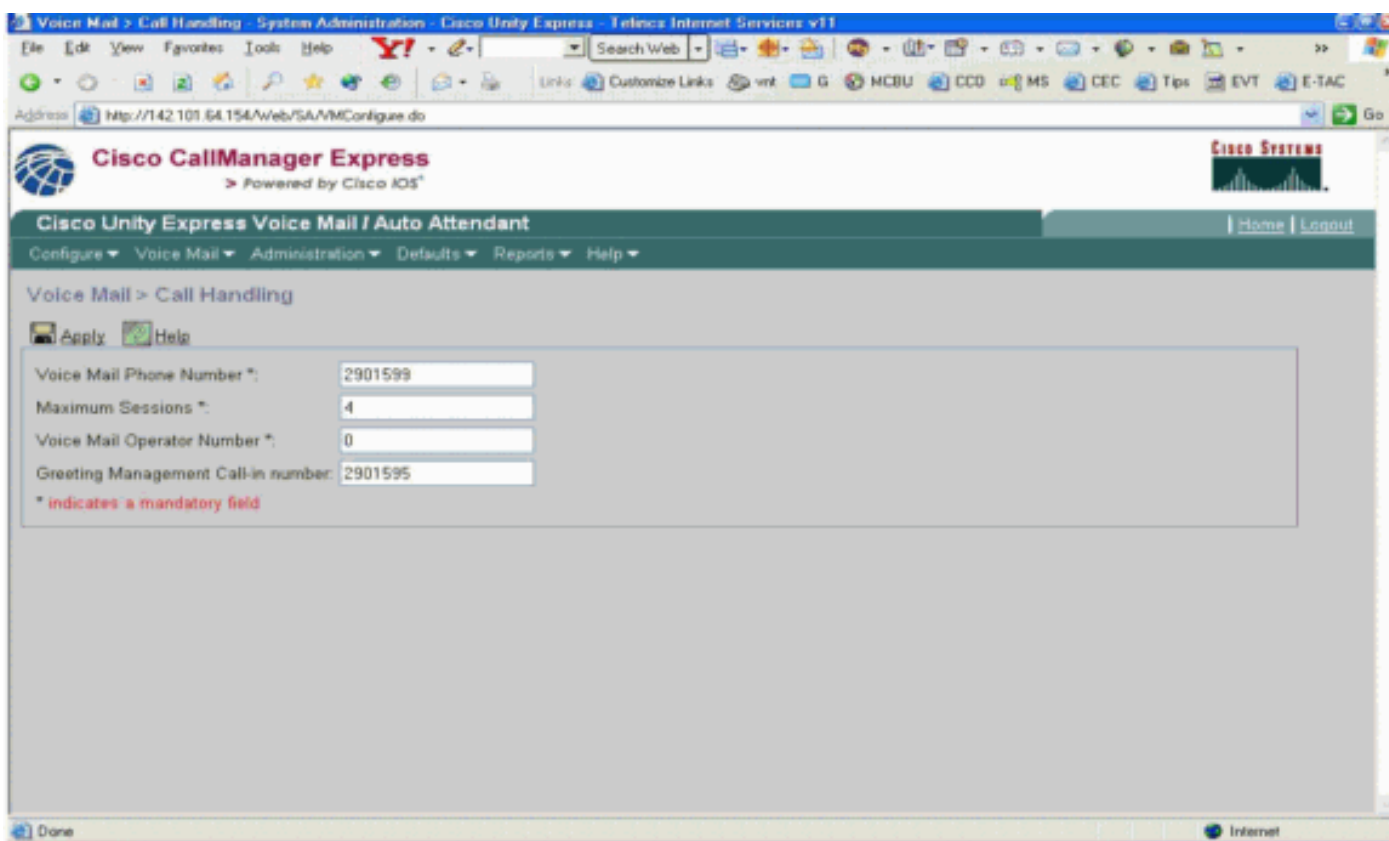 Voice Mail > Call Handling - System Administration - Cisco Unity Express - Telincs Internet Services v11
File Edit View Favorites Tools Help Y! Search Web >>
Links Customize Links vnt G MCBU CCO MS CEC Tips EVT E-TAC
Address http://142.101.64.154/Web/SA/VMConfigure.do Go
Cisco CallManager Express
> Powered by Cisco IOS®
CISCO SYSTEMS
Cisco Unity Express Voice Mail / Auto Attendant
| Home | Logout
Configure Voice Mail Administration Defaults Reports Help
Voice Mail > Call Handling
Apply Help
Voice Mail Phone Number *: 2901599
Maximum Sessions *: 4
Voice Mail Operator Number *: 0
Greeting Management Call-in number: 2901595
* indicates a mandatory field
Done
Internet